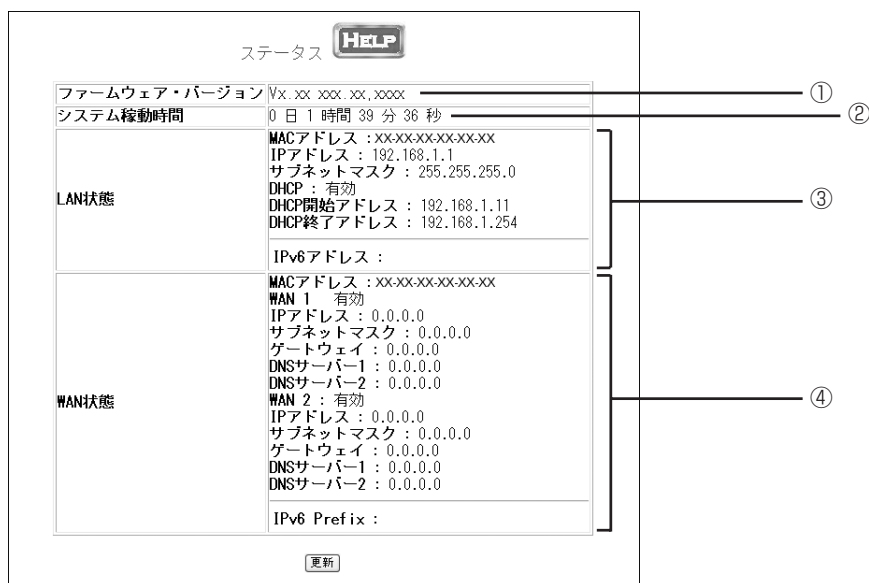 ステータス HELP
ファームウェア・バージョン Vx.xx xxx.xx,xxxx ①
システム稼動時間 0 日 1 時間 39 分 36 秒 ②
LAN状態 ③
MACアドレス :XX-XX-XX-XX-XX-XX
IPアドレス : 192.168.1.1
サブネットマスク : 255.255.255.0
DHCP : 有効
DHCP開始アドレス : 192.168.1.11
DHCP終了アドレス : 192.168.1.254
IPv6アドレス :
WAN状態 ④
MACアドレス :XX-XX-XX-XX-XX-XX
WAN 1 有効
IPアドレス : 0.0.0.0
サブネットマスク : 0.0.0.0
ゲートウェイ : 0.0.0.0
DNSサーバー1 : 0.0.0.0
DNSサーバー2 : 0.0.0.0
WAN 2 : 有効
IPアドレス : 0.0.0.0
サブネットマスク : 0.0.0.0
ゲートウェイ : 0.0.0.0
DNSサーバー1 : 0.0.0.0
DNSサーバー2 : 0.0.0.0
IPv6 Prefix :
更新